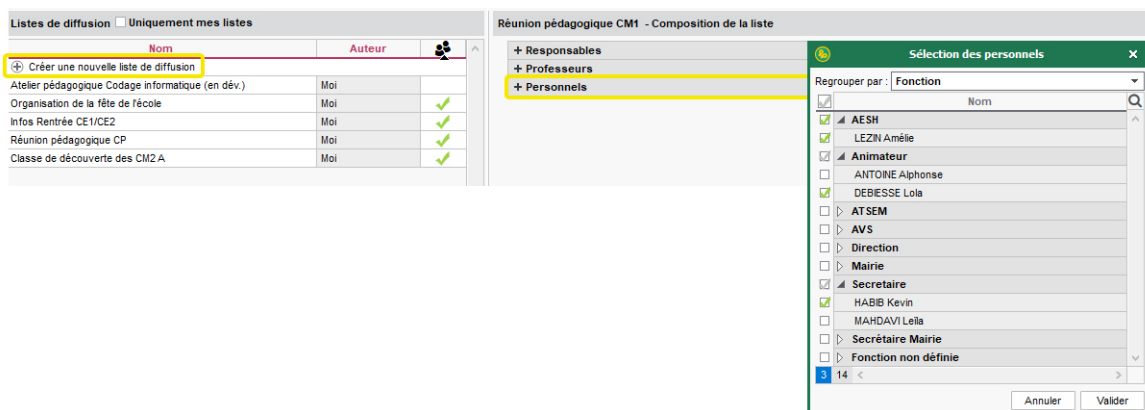 Listes de diffusion Uniquement mes listes
Nom Auteur
Créer une nouvelle liste de diffusion
Atelier pédagogique Codage informatique (en dév.) Moi
Organisation de la fête de l'école Moi
Infos Rentrée CE1/CE2 Moi
Réunion pédagogique CP Moi
Classe de découverte des CM2 A Moi
Réunion pédagogique CM1 - Composition de la liste
+ Responsables
+ Professeurs
+ Personnels
Sélection des personnels
Regrouper par : Fonction
Nom
AESH
LEZIN Amélie
Animateur
ANTOINE Alphonse
DEBIESSE Lola
ATSEM
AVS
Direction
Mairie
Secretaire
HABIB Kevin
MAHDAVI Leïla
Secrétaire Mairie
Fonction non définie
3 14
Annuler Valider